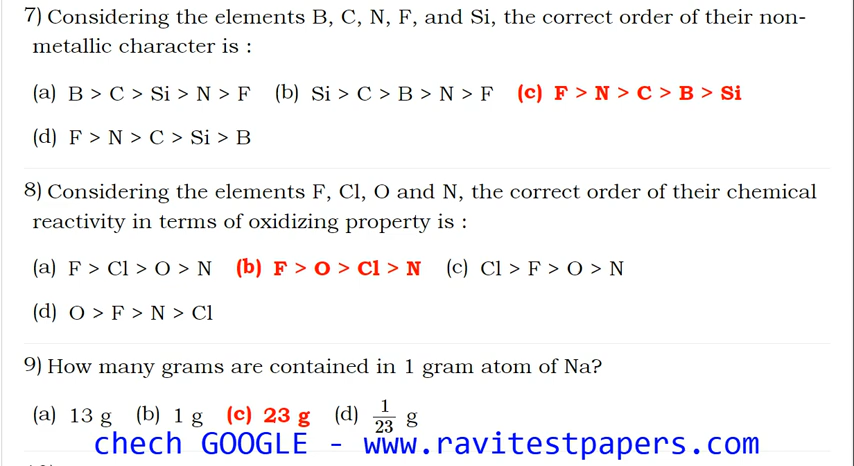 7) Considering the elements B, C, N, F, and Si, the correct order of their non-
metallic character is :
(a) B > C > Si > N > F (b) Si > C > B > N > F (c) F > N > C > B > Si
(d) F > N > C > Si > B
8) Considering the elements F, Cl, O and N, the correct order of their chemical
reactivity in terms of oxidizing property is :
(a) F > Cl > O > N (b) F > O > Cl > N (c) Cl > F > O > N
(d) O > F > N > Cl
9) How many grams are contained in 1 gram atom of Na?
(a) 13 g (b) 1 g (c) 23 g (d) 1/23 g
chech GOOGLE - www.ravitestpapers.com